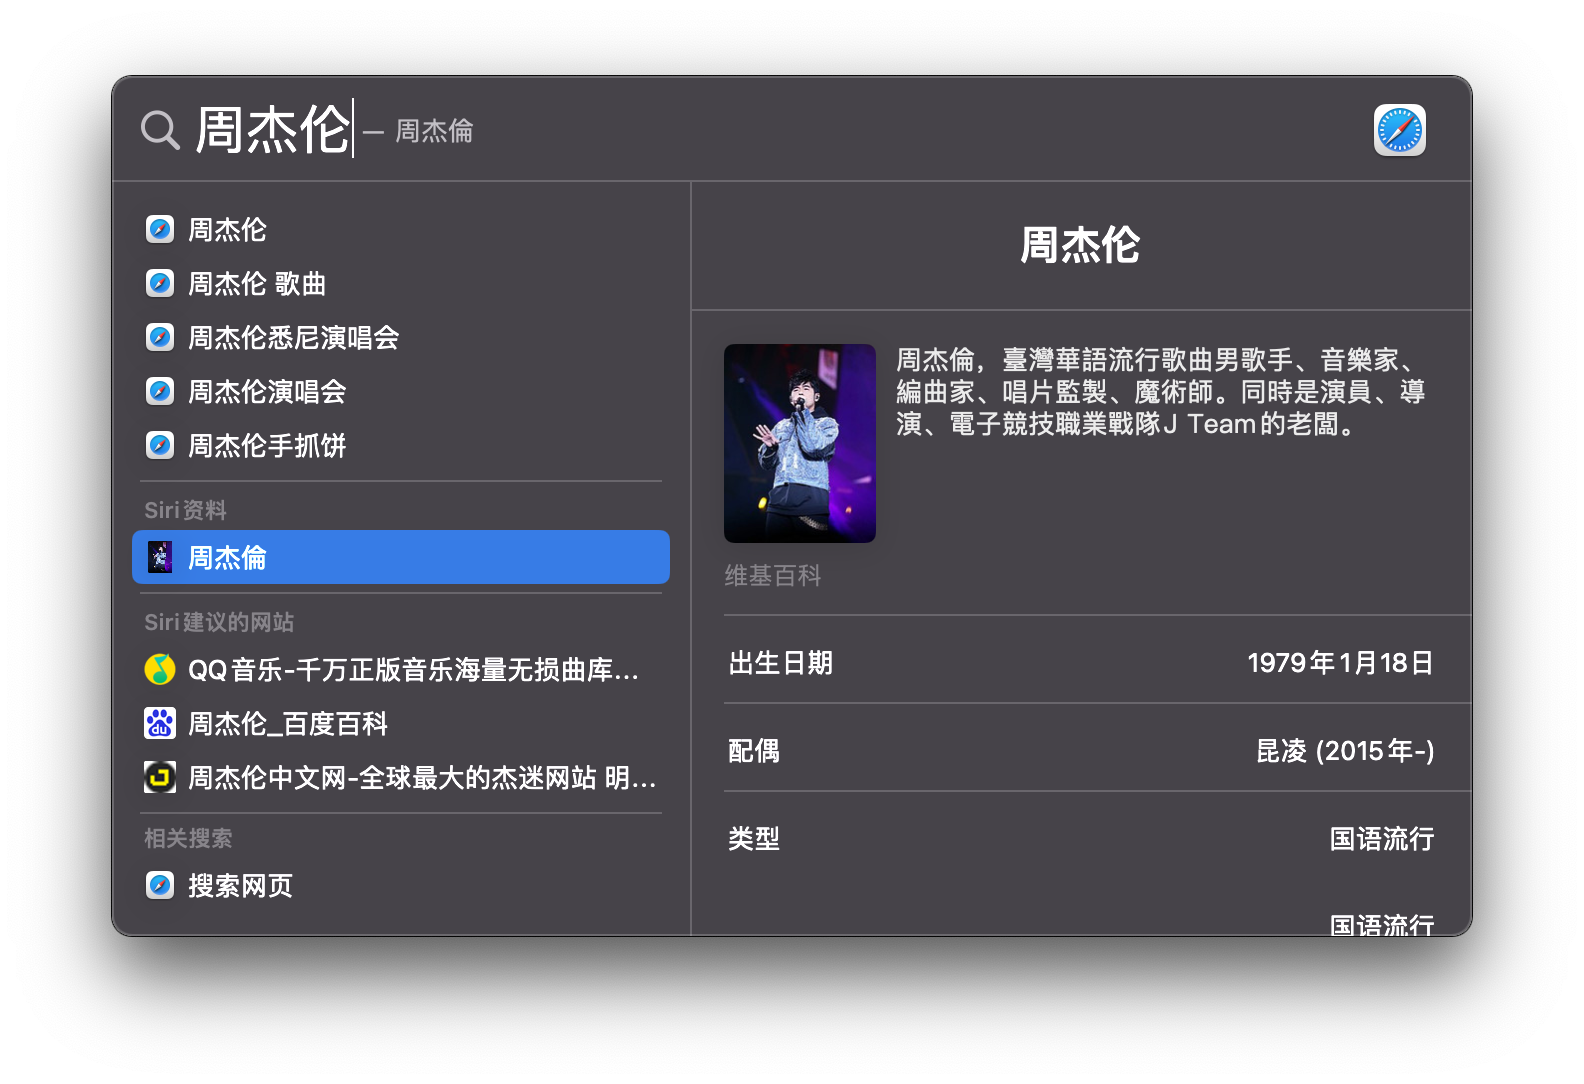 周杰伦 — 周杰倫
周杰伦
周杰伦 歌曲
周杰伦悉尼演唱会
周杰伦演唱会
周杰伦手抓饼
Siri资料
周杰倫
Siri建议的网站
QQ音乐-千万正版音乐海量无损曲库...
du
周杰伦_百度百科
周杰伦中文网-全球最大的杰迷网站 明...
相关搜索
搜索网页
周杰伦
周杰倫，臺灣華語流行歌曲男歌手、音樂家、
編曲家、唱片監製、魔術師。同時是演員、導
演、電子競技職業戰隊J Team的老闆。
维基百科
出生日期 1979年1月18日
配偶 昆凌 (2015年-)
类型 国语流行
国语流行